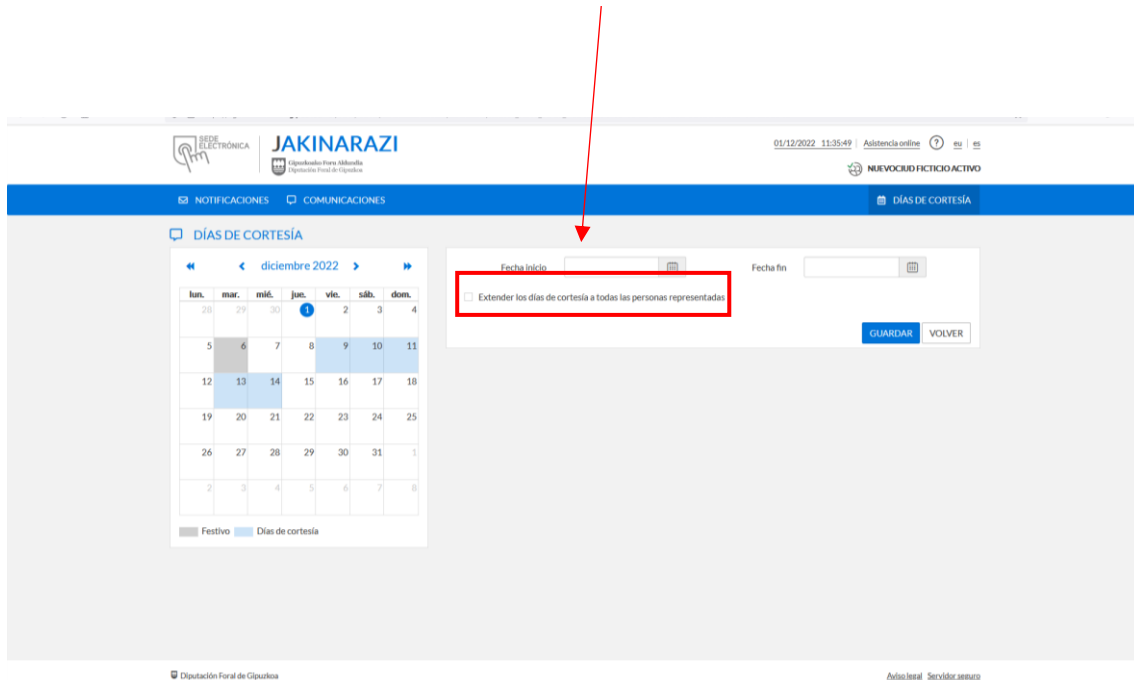 SEDE
ELECTRÓNICA
JAKINARAZI
Gipuzkoako Foru Aldundia
Diputación Foral de Gipuzkoa
01/12/2022 11:35:49 | Asistencia online ? eu | es
NUEVOCIUD FICTICIO ACTIVO
NOTIFICACIONES COMUNICACIONES DÍAS DE CORTESÍA
DÍAS DE CORTESÍA
diciembre 2022
lun. mar. mié. jue. vie. sáb. dom.
28 29 30 1 2 3 4
5 6 7 8 9 10 11
12 13 14 15 16 17 18
19 20 21 22 23 24 25
26 27 28 29 30 31 1
2 3 4 5 6 7 8
Festivo Días de cortesía
Fecha inicio Fecha fin
Extender los días de cortesía a todas las personas representadas
GUARDAR VOLVER
Diputación Foral de Gipuzkoa Aviso legal Servidor seguro